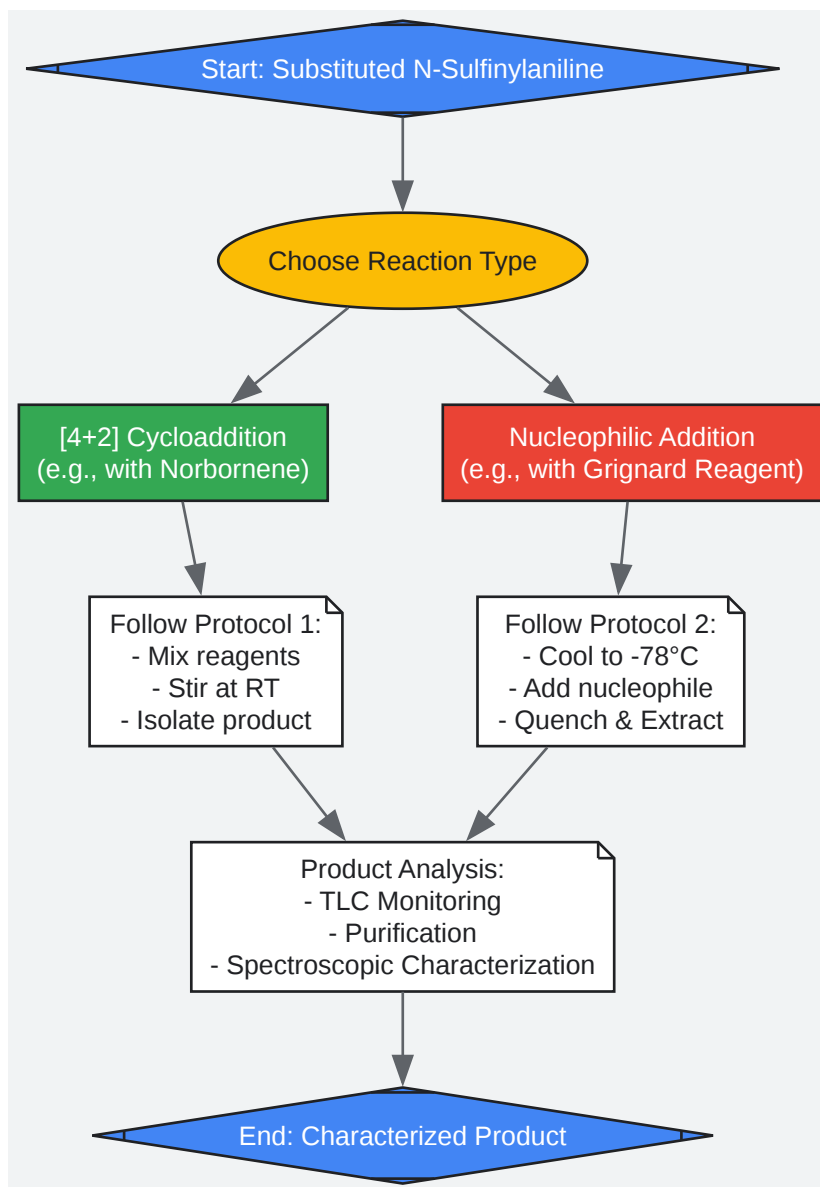 Start: Substituted N-Sulfinylaniline
Choose Reaction Type
[4+2] Cycloaddition
(e.g., with Norbornene)
Nucleophilic Addition
(e.g., with Grignard Reagent)
Follow Protocol 1:
- Mix reagents
- Stir at RT
- Isolate product
Follow Protocol 2:
- Cool to -78°C
- Add nucleophile
- Quench & Extract
Product Analysis:
- TLC Monitoring
- Purification
- Spectroscopic Characterization
End: Characterized Product